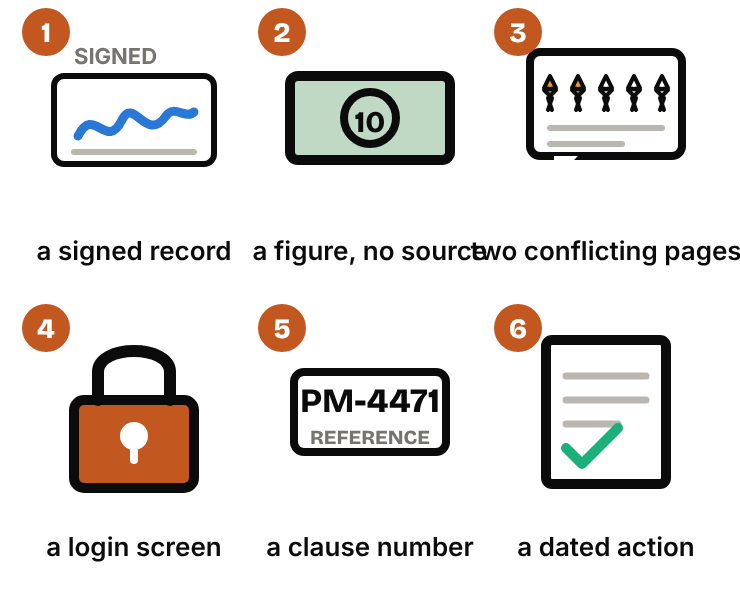 1
SIGNED
2
10
3
a signed record
a figure, no source
two conflicting pages
4
5
PM-4471
REFERENCE
6
a login screen
a clause number
a dated action